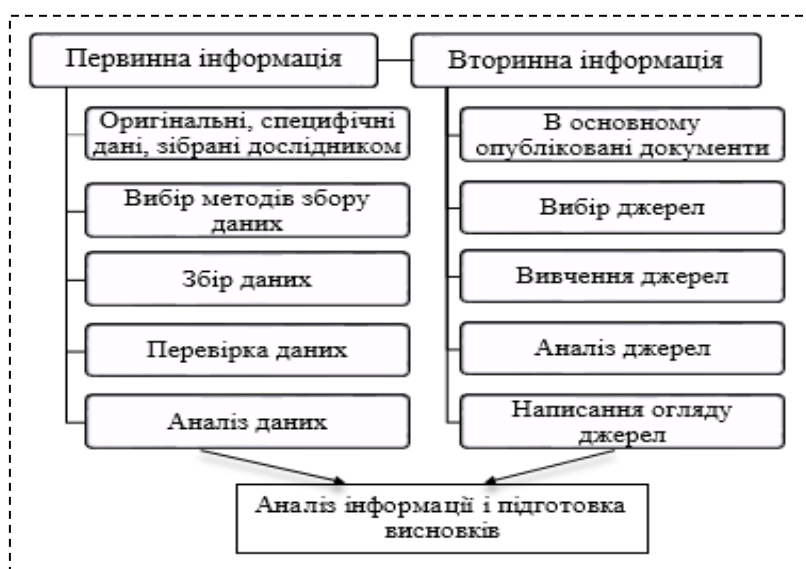 Первинна інформація
Оригінальні, специфічні
дані, зібрані дослідником
Вибір методів збору
даних
Збір даних
Перевірка даних
Аналіз даних
Вторинна інформація
В основному
опубліковані документи
Вибір джерел
Вивчення джерел
Аналіз джерел
Написання огляду
джерел
Аналіз інформації і підготовка
висновків